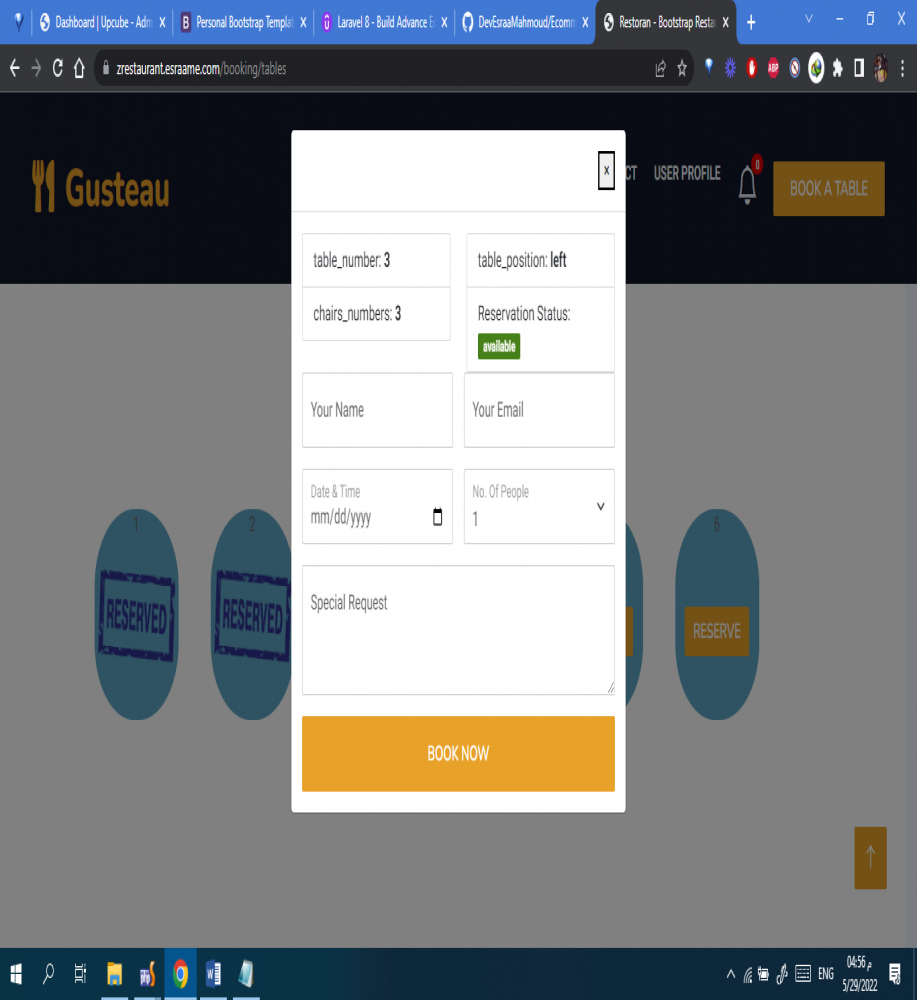 Dashboard | Upcube - Adm
Personal Bootstrap Templat
Laravel 8 - Build Advance E
DevEsraaMahmoud/Ecomm
Restoran - Bootstrap Resta
zrestaurant.esraame.com/booking/tables
ABP
Gusteau
CT
USER PROFILE
0
BOOK A TABLE
×
table_number: 3
table_position: left
chairs_numbers: 3
Reservation Status:
available
Your Name
Your Email
Date & Time
mm/dd/yyyy
No. Of People
1
Special Request
BOOK NOW
1
RESERVED
2
RESERVED
6
RESERVE
ENG
04:56 م
5/29/2022